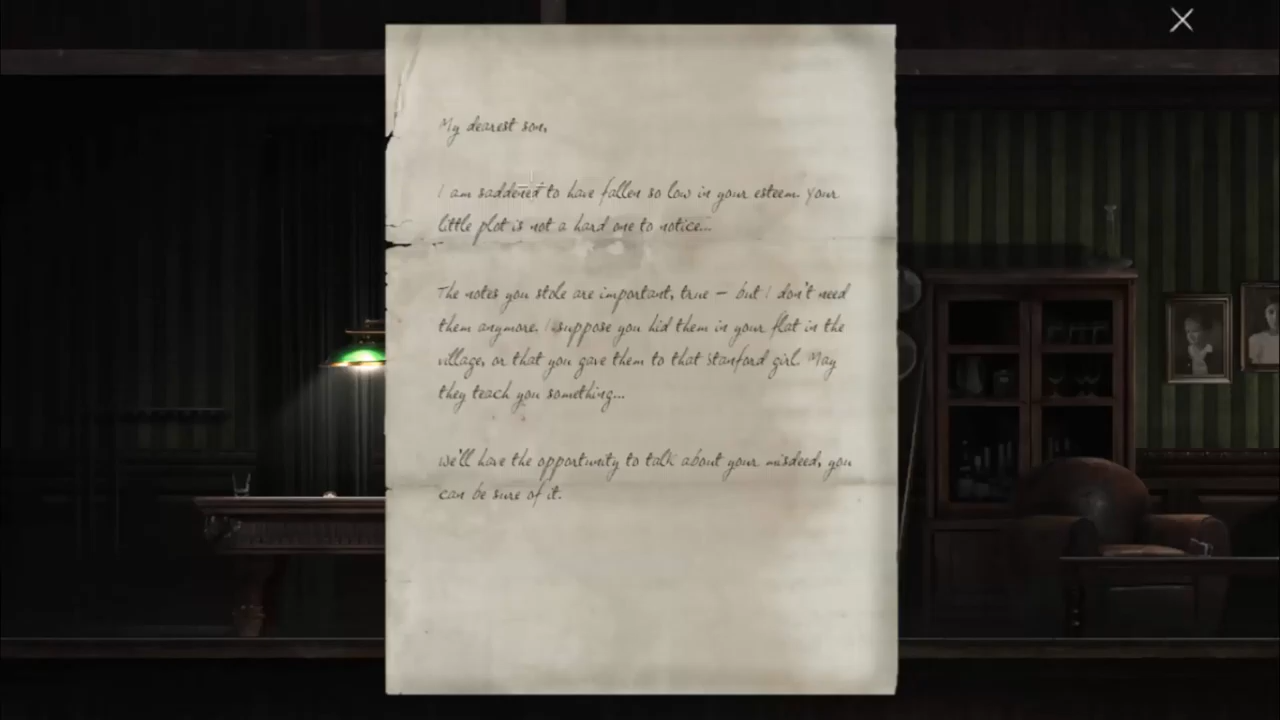 My dearest son,
I am saddened to have fallen so low in your esteem. Your
little plot is not a hard one to notice...
The notes you stole are important, true – but I don't need
them anymore. I suppose you hid them in your flat in the
village, or that you gave them to that Stanford girl. May
they teach you something...
We'll have the opportunity to talk about your misdeed, you
can be sure of it.